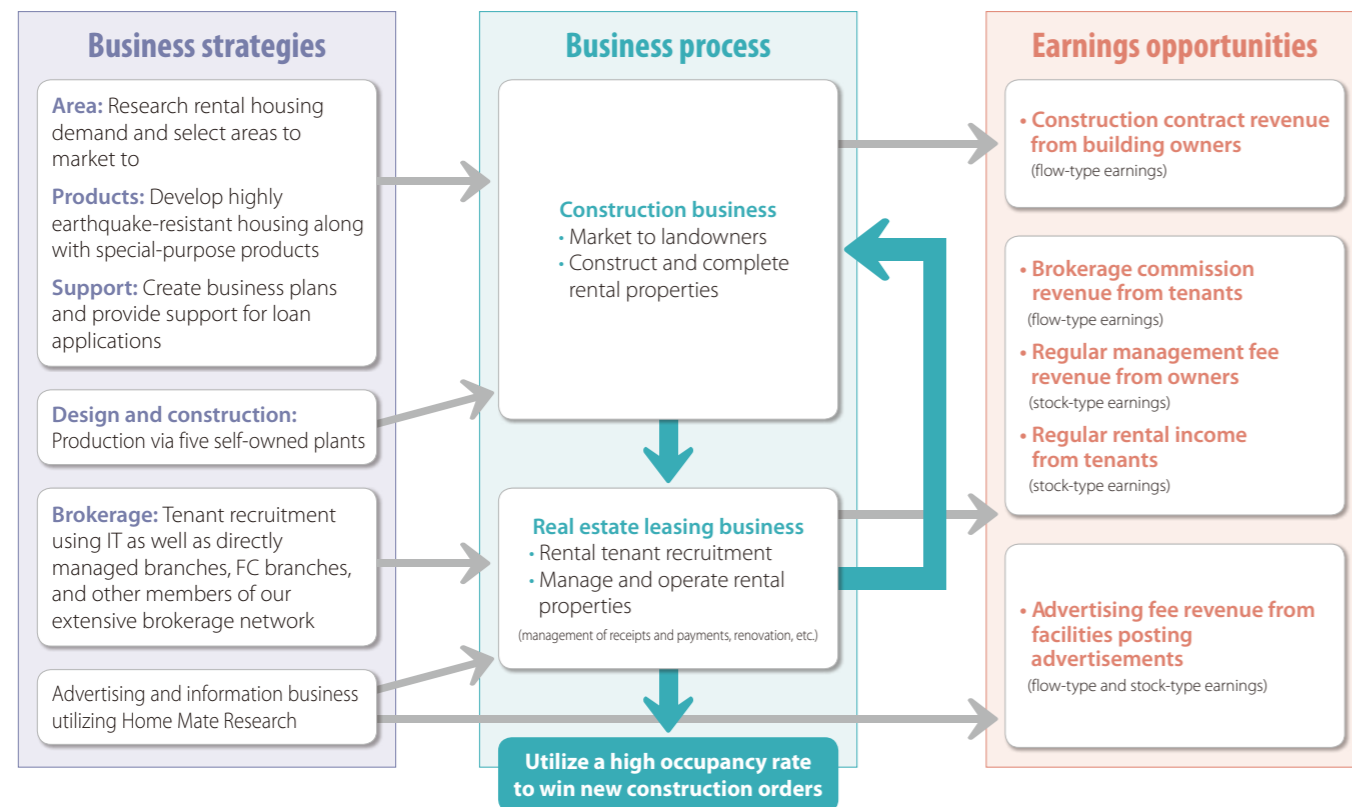 Business strategies
Area: Research rental housing
demand and select areas to
market to
Products: Develop highly
earthquake-resistant housing along
with special-purpose products
Support: Create business plans
and provide support for loan
applications
Design and construction:
Production via five self-owned plants
Brokerage: Tenant recruitment
using IT as well as directly
managed branches, FC branches,
and other members of our
extensive brokerage network
Advertising and information business
utilizing Home Mate Research
Business process
Construction business
• Market to landowners
• Construct and complete
rental properties
Real estate leasing business
• Rental tenant recruitment
• Manage and operate rental
properties
(management of receipts and payments, renovation, etc.)
Utilize a high occupancy rate
to win new construction orders
Earnings opportunities
• Construction contract revenue
from building owners
(flow-type earnings)
• Brokerage commission
revenue from tenants
(flow-type earnings)
• Regular management fee
revenue from owners
(stock-type earnings)
• Regular rental income
from tenants
(stock-type earnings)
• Advertising fee revenue from
facilities posting
advertisements
(flow-type and stock-type earnings)